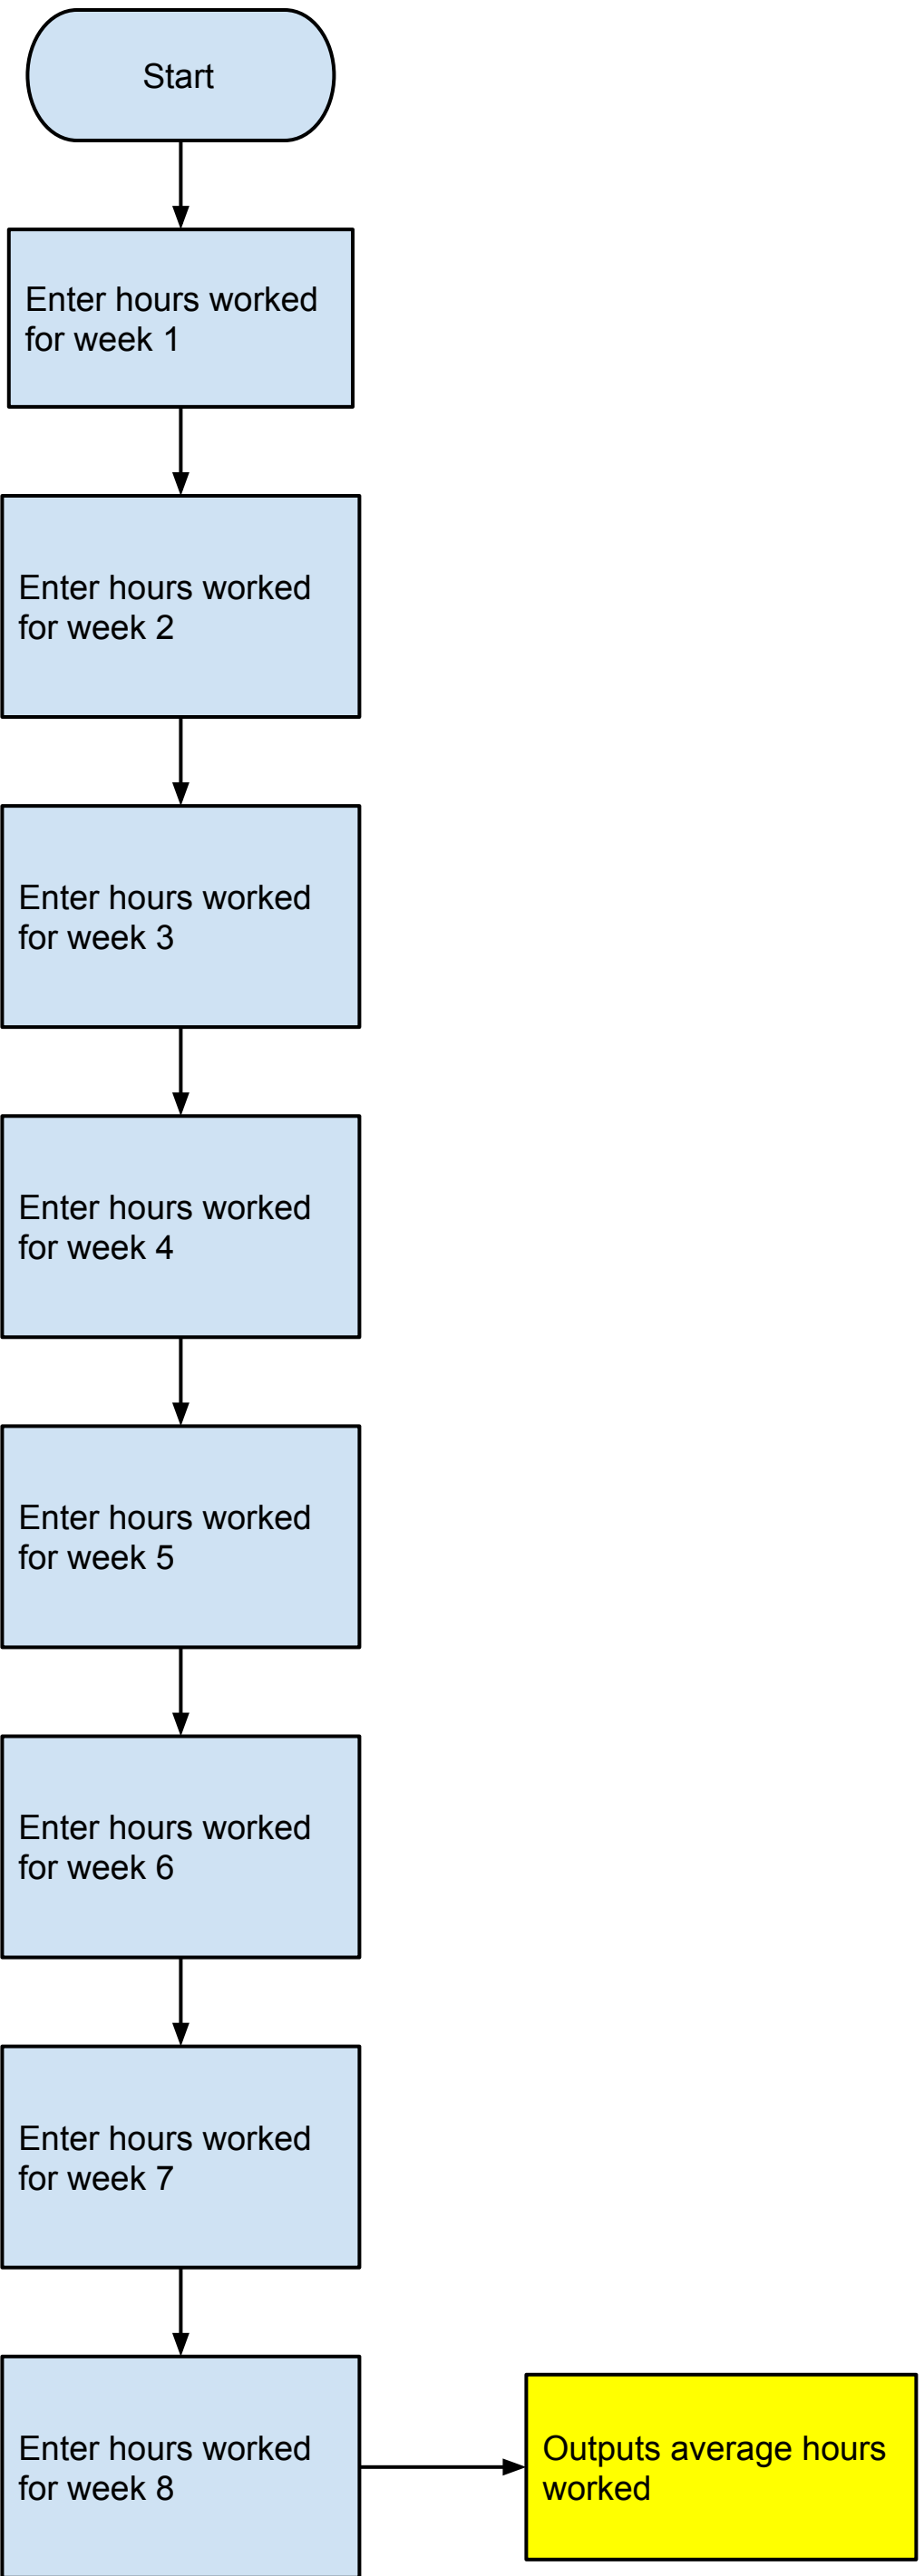 Start
Enter hours worked
for week 1
Enter hours worked
for week 2
Enter hours worked
for week 3
Enter hours worked
for week 4
Enter hours worked
for week 5
Enter hours worked
for week 6
Enter hours worked
for week 7
Enter hours worked
for week 8
Outputs average hours
worked